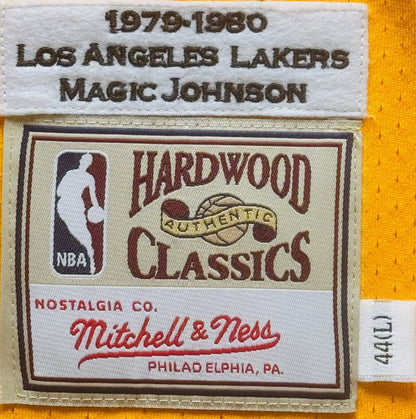 1979-1980
LOS ANGELES LAKERS
MAGIC JOHNSON
HARDWOOD
AUTHENTIC
CLASSICS
NBA
NOSTALGIA CO.
Mitchell & Ness
PHILADELPHIA, PA.
44(L)